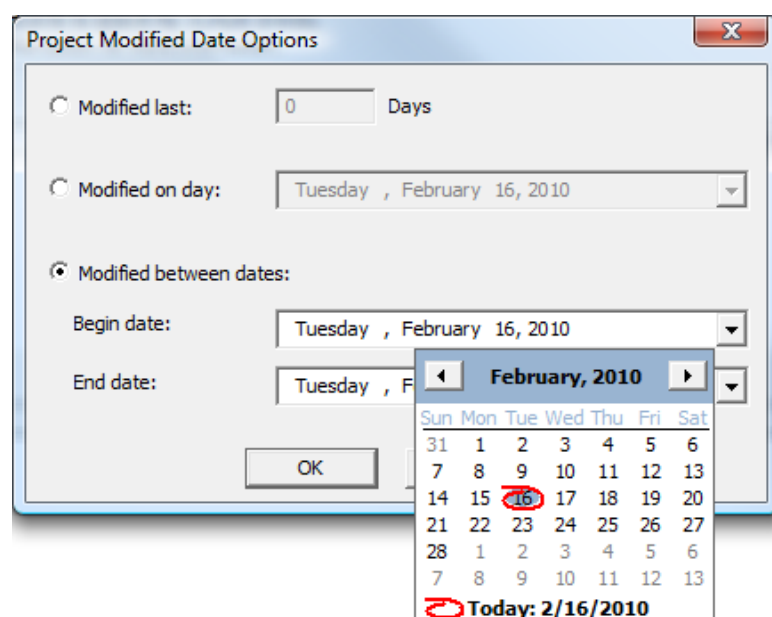 Project Modified Date Options
Modified last: 0 Days
Modified on day: Tuesday , February 16, 2010
Modified between dates:
Begin date: Tuesday , February 16, 2010
End date: Tuesday , F
February, 2010
Sun Mon Tue Wed Thu Fri Sat
31 1 2 3 4 5 6
7 8 9 10 11 12 13
14 15 16 17 18 19 20
21 22 23 24 25 26 27
28 1 2 3 4 5 6
7 8 9 10 11 12 13
Today: 2/16/2010
OK